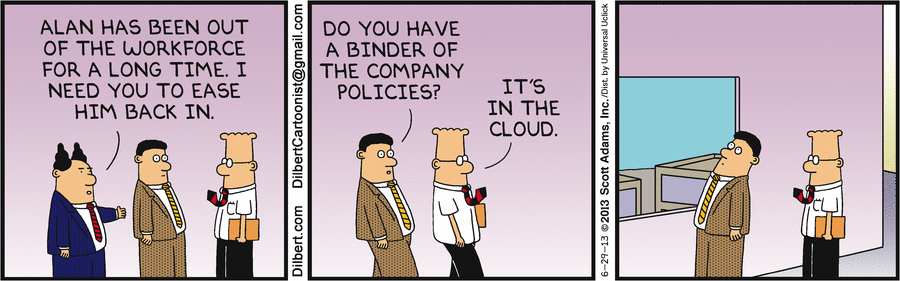 ALAN HAS BEEN OUT
OF THE WORKFORCE
FOR A LONG TIME. I
NEED YOU TO EASE
HIM BACK IN.
Dilbert.com DilbertCartoonist@gmail.com
DO YOU HAVE
A BINDER OF
THE COMPANY
POLICIES?
IT'S
IN THE
CLOUD.
6-29-13 ©2013 Scott Adams, Inc./Dist. by Universal Uclick